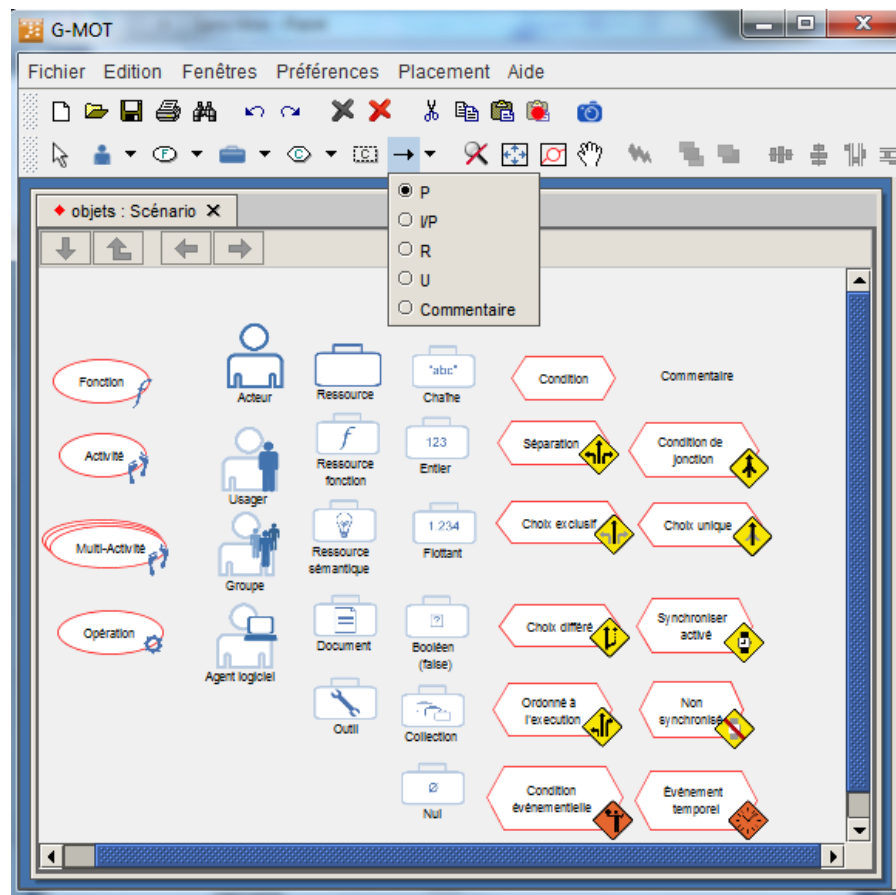 G-MOT
Fichier Edition Fenêtres Préférences Placement Aide
F C C
P
I/P
R
U
Commentaire
objets : Scénario
Fonction
Acteur
Ressource
"abc"
Chaîne
Condition
Commentaire
Activité
Usager
f
Ressource
fonction
123
Entier
Séparation
Condition de
jonction
Multi-Activité
Groupe
Ressource
sémantique
1.234
Flottant
Choix exclusif
Choix unique
Opération
Agent logiciel
Document
?
Booléen
(false)
Choix différé
Synchroniser
activé
Outil
Collection
Ordonné à
l'execution
Non
synchronisé
Ø
Nul
Condition
événementielle
Évènement
temporel